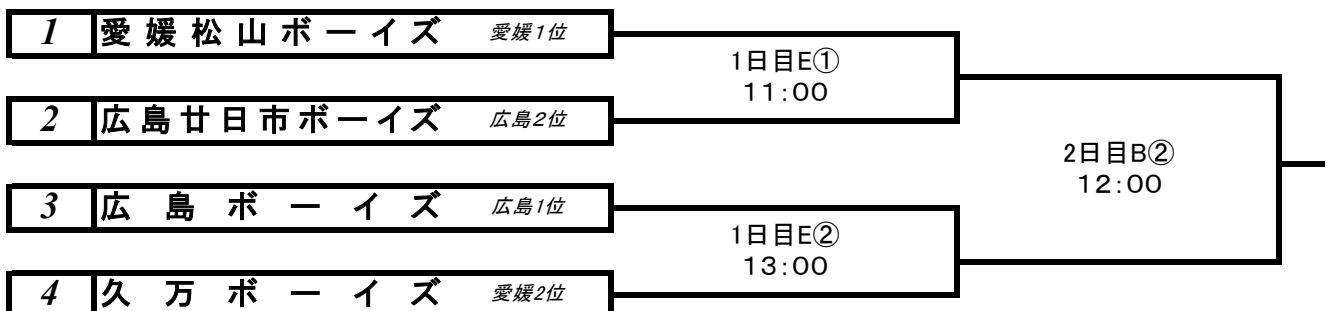 1 愛媛松山ボーイズ 愛媛1位
1日目E①
11:00
2 広島廿日市ボーイズ 広島2位
2日目B②
12:00
3 広島ボーイズ 広島1位
1日目E②
13:00
4 久万ボーイズ 愛媛2位